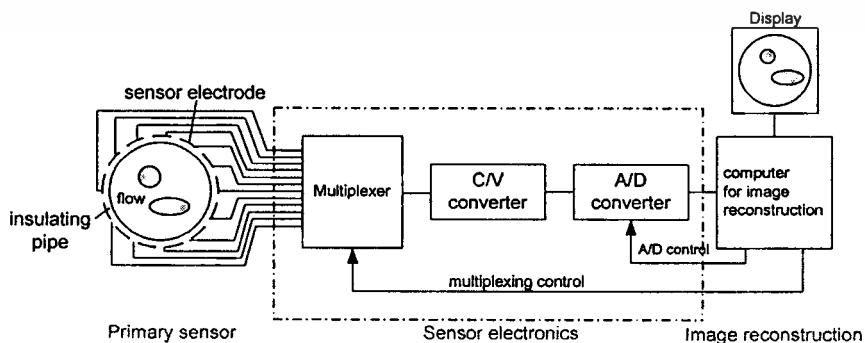 Display
sensor electrode
Multiplexer
C/V
converter
A/D
converter
computer
for image
reconstruction
flow
insulating
pipe
A/D control
multiplexing control
Primary sensor
Sensor electronics
Image reconstruction